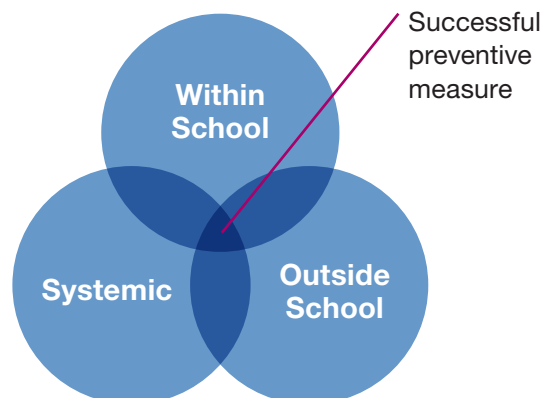 Successful
preventive
measure
Within
School
Systemic
Outside
School